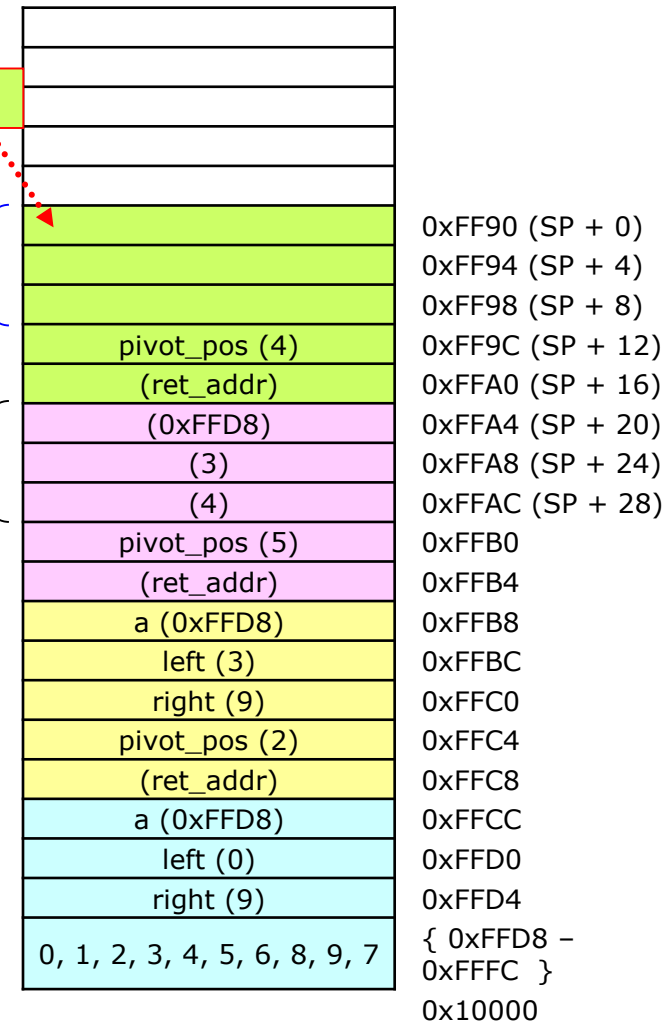 0xFF90 (SP + 0)
0xFF94 (SP + 4)
0xFF98 (SP + 8)
pivot_pos (4) 0xFF9C (SP + 12)
(ret_addr) 0xFFA0 (SP + 16)
(0xFFD8) 0xFFA4 (SP + 20)
(3) 0xFFA8 (SP + 24)
(4) 0xFFAC (SP + 28)
pivot_pos (5) 0xFFB0
(ret_addr) 0xFFB4
a (0xFFD8) 0xFFB8
left (3) 0xFFBC
right (9) 0xFFC0
pivot_pos (2) 0xFFC4
(ret_addr) 0xFFC8
a (0xFFD8) 0xFFCC
left (0) 0xFFD0
right (9) 0xFFD4
0, 1, 2, 3, 4, 5, 6, 8, 9, 7 { 0xFFD8 –
0xFFFC }
0x10000